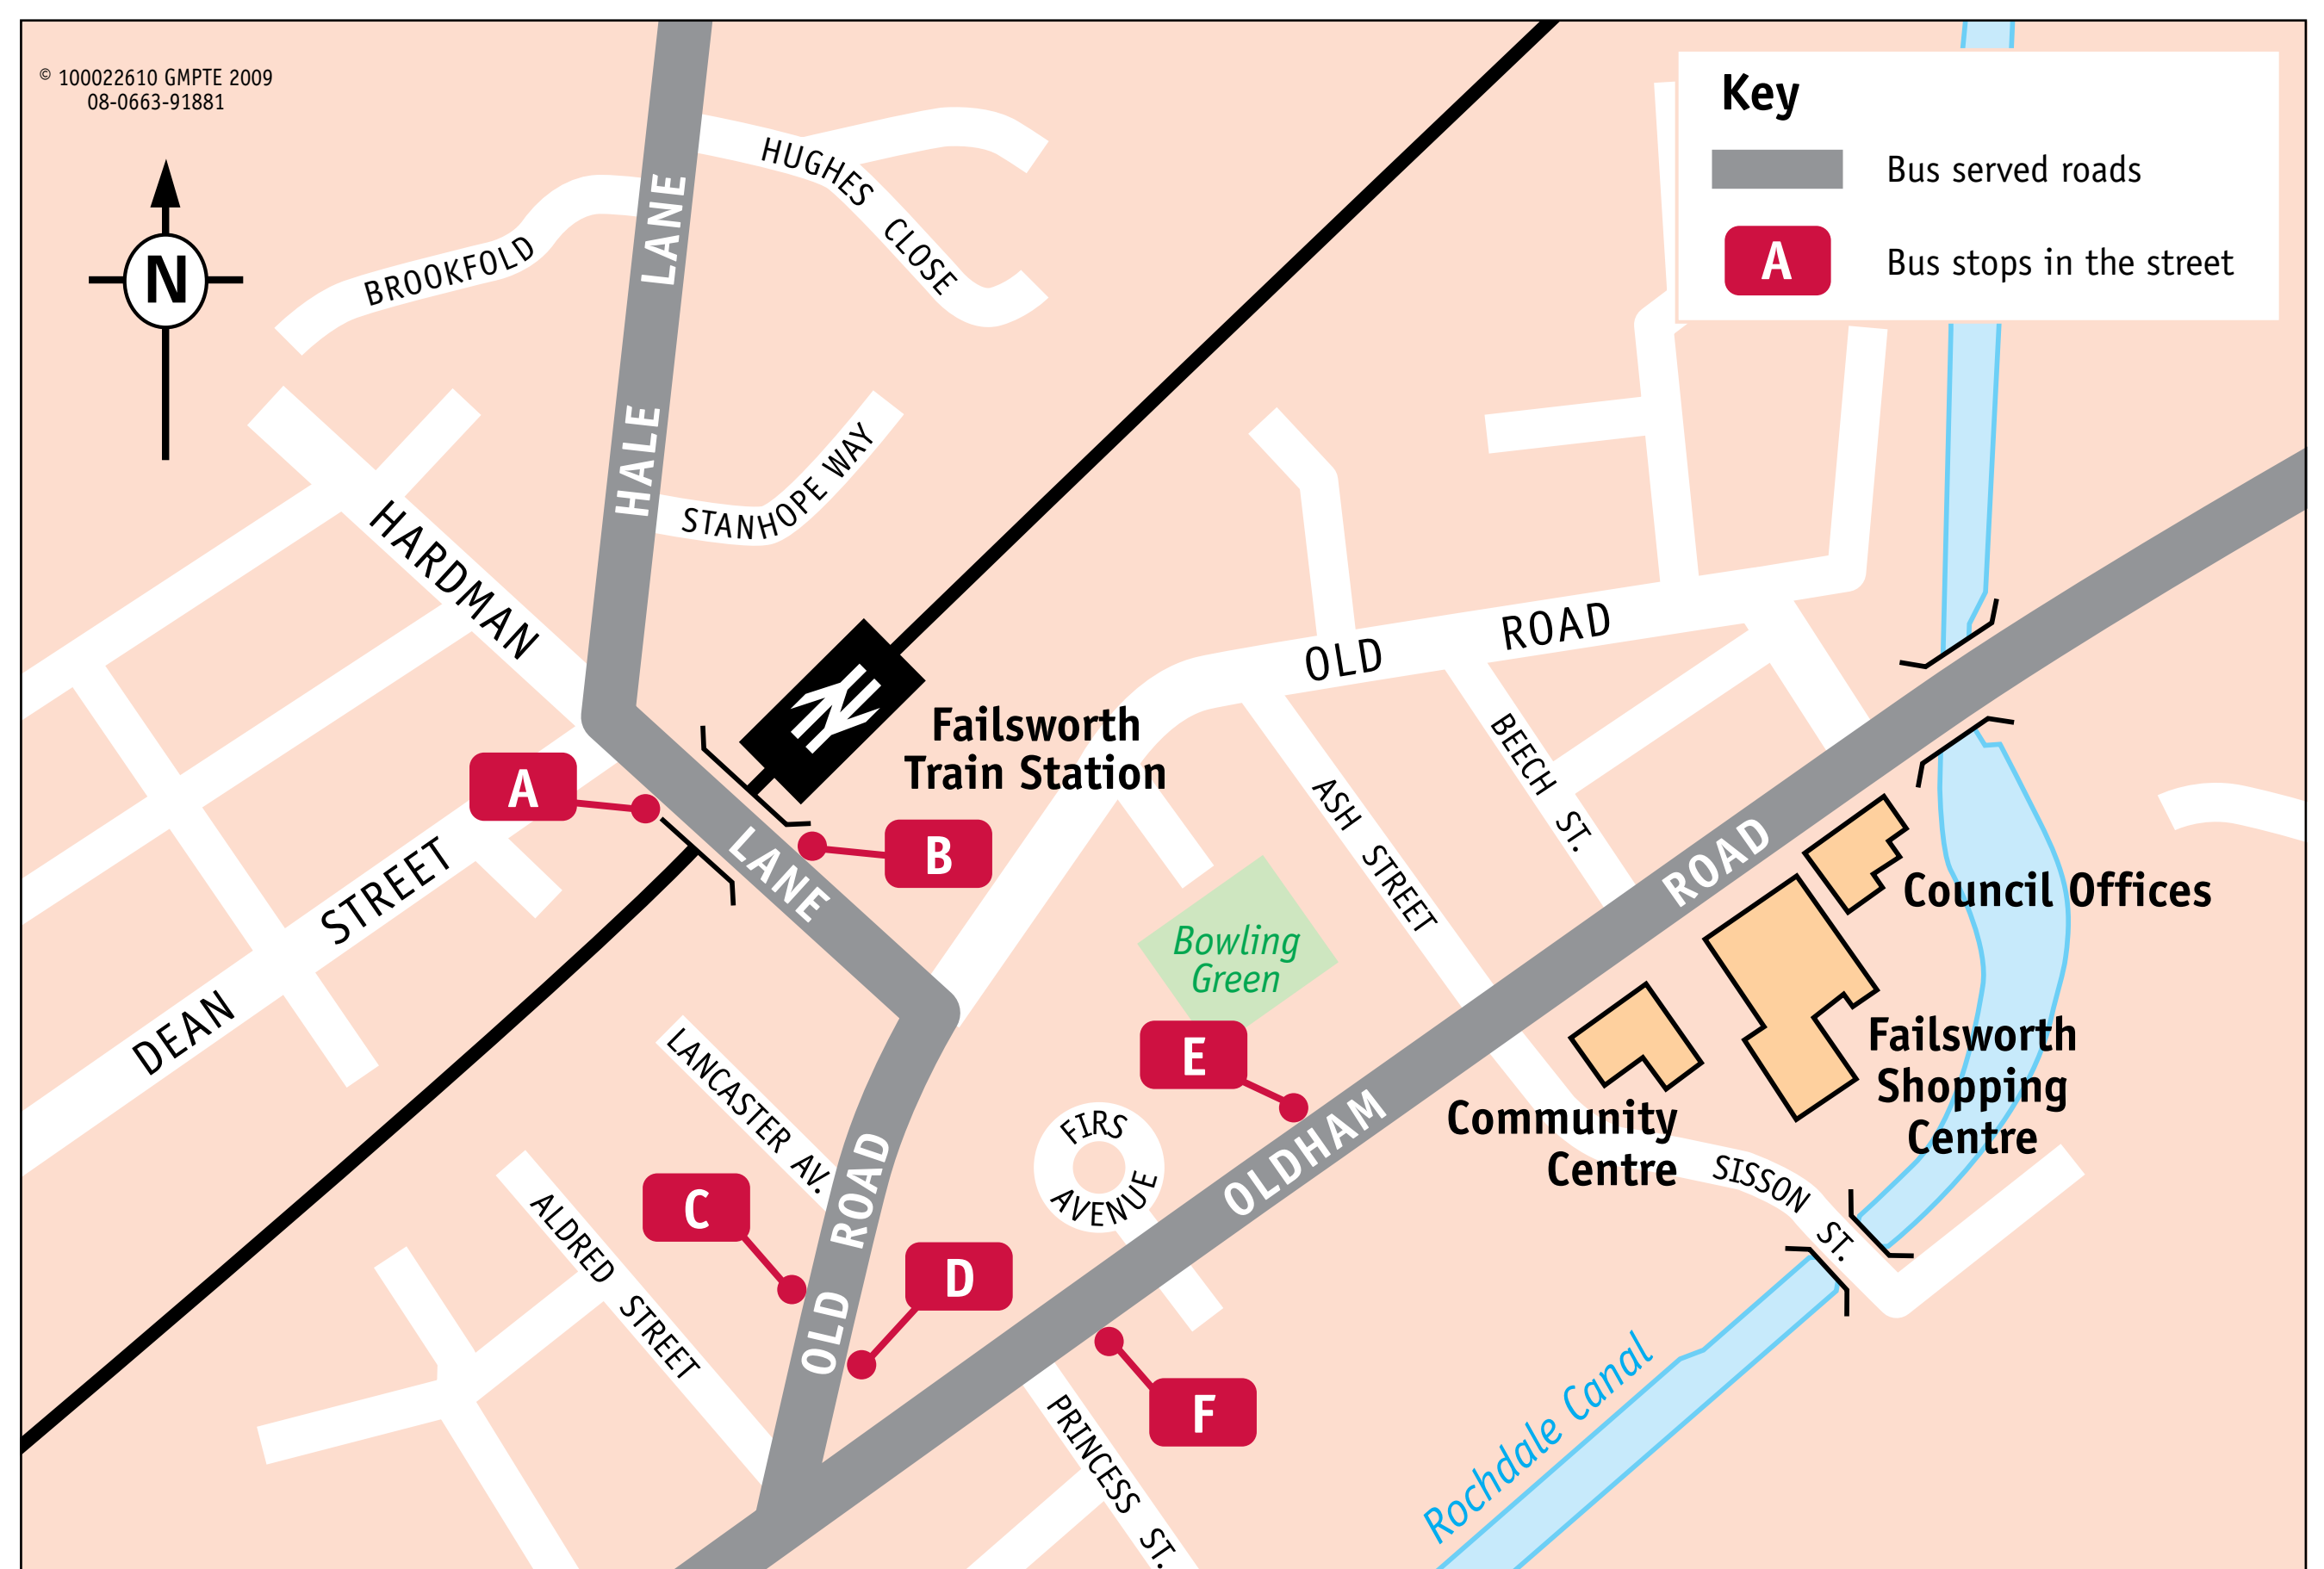 © 100022610 GMPTE 2009
08-0663-91881
Key
Bus served roads
A
Bus stops in the street
N
HUGHES CLOSE
BROOKFOLD
HALE LANE
STANHOPE WAY
HARDMAN
LANE
Failsworth
Train Station
A
B
OLD ROAD
BEECH ST.
ASH STREET
DEAN STREET
Bowling
Green
ROAD
Council Offices
Failsworth
Shopping
Centre
Community
Centre
E
LANCASTER AV.
FIRS
AVENUE
OLDHAM
SISSON ST.
C
D
OLD ROAD
ALDRED STREET
F
PRINCESS ST.
Rochdale Canal